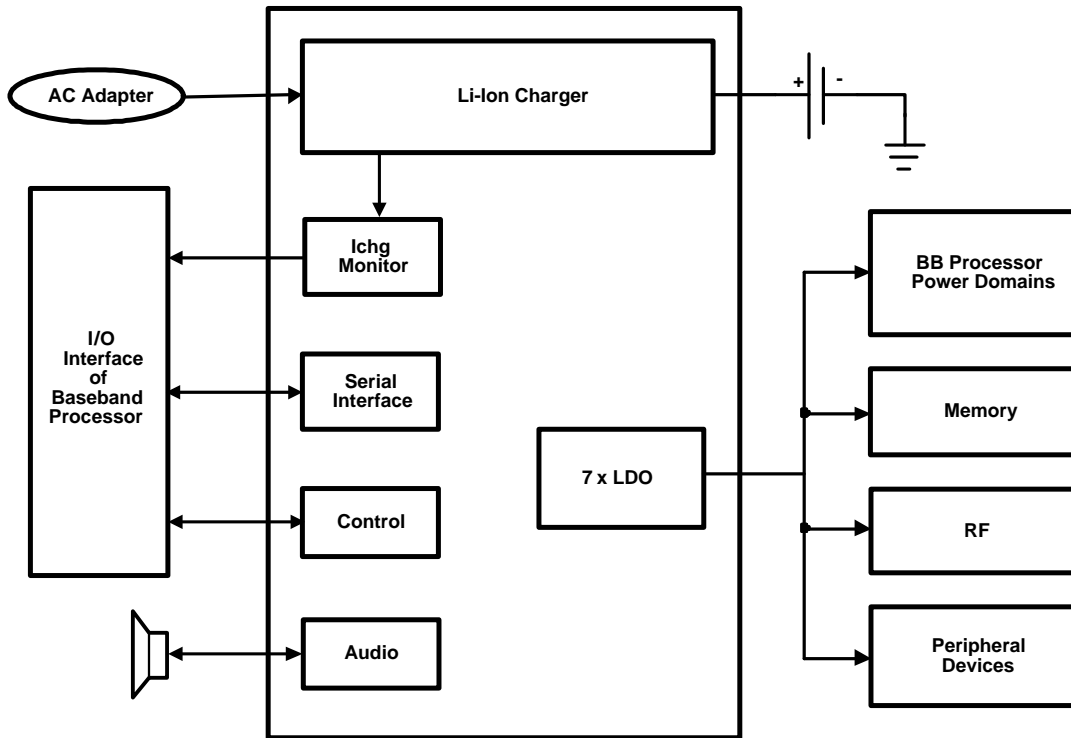 AC Adapter
Li-Ion Charger
+
-
Ichg
Monitor
BB Processor
Power Domains
I/O
Interface
of
Baseband
Processor
Serial
Interface
Memory
7 x LDO
Control
RF
Audio
Peripheral
Devices